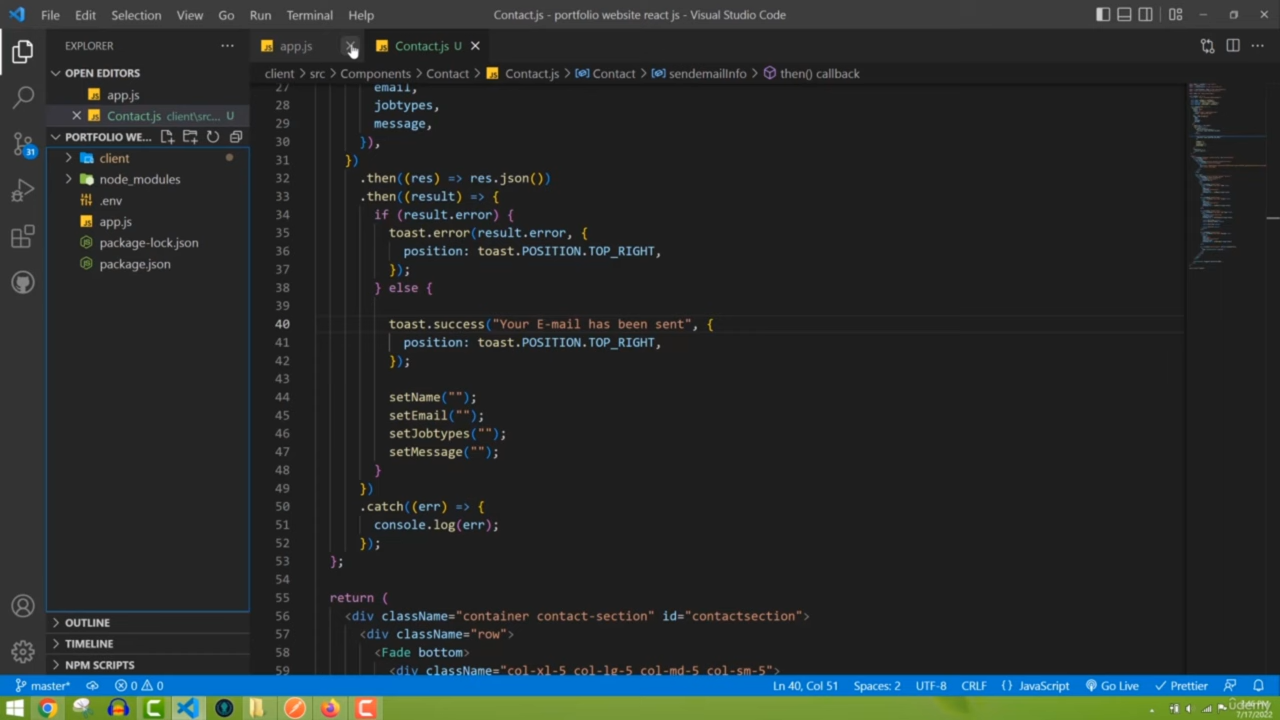 File Edit Selection View Go Run Terminal Help
Contact.js - portfolio website react js - Visual Studio Code
EXPLORER
app.js
Contact.js U
OPEN EDITORS
app.js
Contact.js client\src... U
PORTFOLIO WE...
client
node_modules
.env
app.js
package-lock.json
package.json
OUTLINE
TIMELINE
NPM SCRIPTS
31
client > src > Components > Contact > Contact.js > Contact > sendemailInfo > then() callback
27 email,
28 jobtypes,
29 message,
30 }),
31 })
32 .then((res) => res.json())
33 .then((result) => {
34 if (result.error) {
35 toast.error(result.error, {
36 position: toast.POSITION.TOP_RIGHT,
37 });
38 } else {
39
40 toast.success("Your E-mail has been sent", {
41 position: toast.POSITION.TOP_RIGHT,
42 });
43
44 setName("");
45 setEmail("");
46 setJobtypes("");
47 setMessage("");
48 }
49 })
50 .catch((err) => {
51 console.log(err);
52 });
53 };
54
55 return (
56 <div className="container contact-section" id="contactsection">
57 <div className="row">
58 <Fade bottom>
59 <div className="col-xl-5 col-lg-5 col-md-5 col-sm-5">
master* 0 0 Ln 40, Col 51 Spaces: 2 UTF-8 CRLF {} JavaScript Go Live Prettier
udemy
7/17/2022